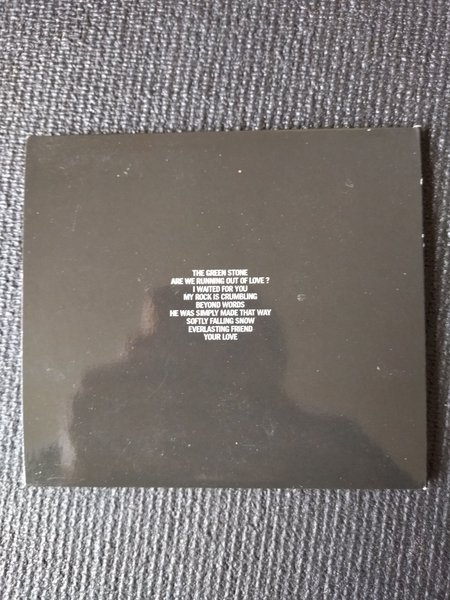 THE GREEN STONE
ARE WE RUNNING OUT OF LOVE ?
I WAITED FOR YOU
MY ROCK IS CRUMBLING
BEYOND WORDS
HE WAS SIMPLY MADE THAT WAY
SOFTLY FALLING SNOW
EVERLASTING FRIEND
YOUR LOVE